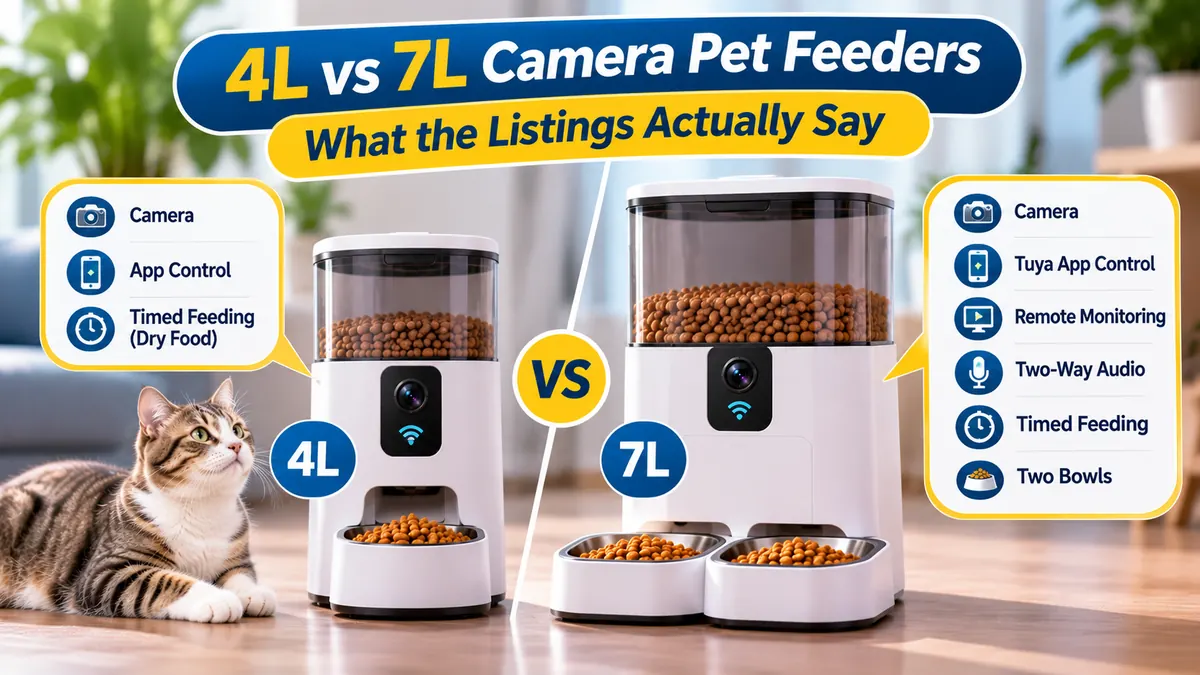 4L vs 7L Camera Pet Feeders
What the Listings Actually Say
Camera
App Control
Timed Feeding
(Dry Food)
4L
VS
7L
Camera
Tuya App Control
Remote Monitoring
Two-Way Audio
Timed Feeding
Two Bowls